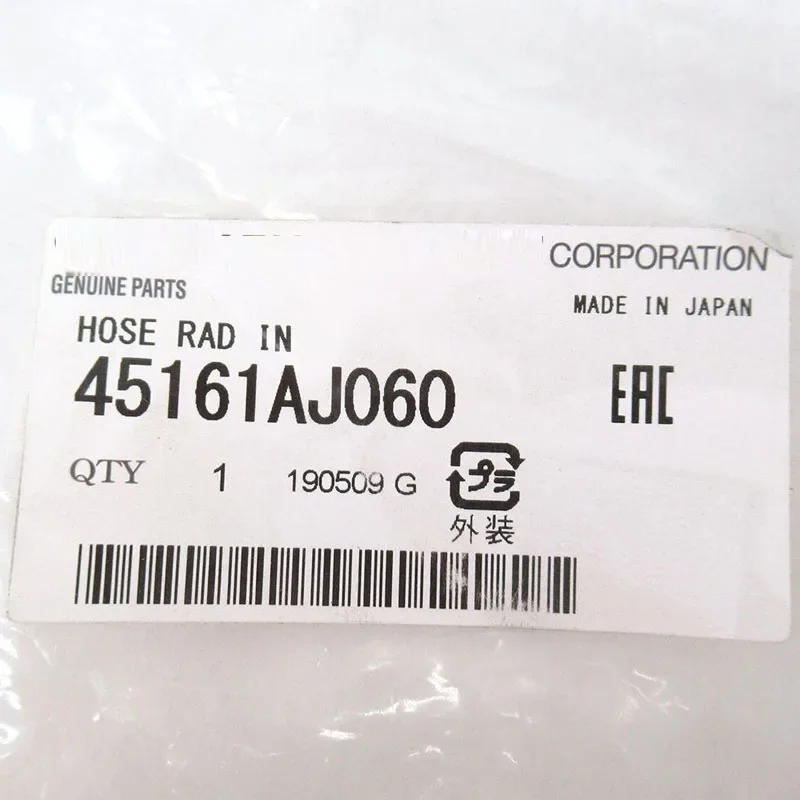 CORPORATION
GENUINE PARTS
MADE IN JAPAN
HOSE RAD IN
45161AJ060
EAC
QTY 1 190509 G
プラ
外装